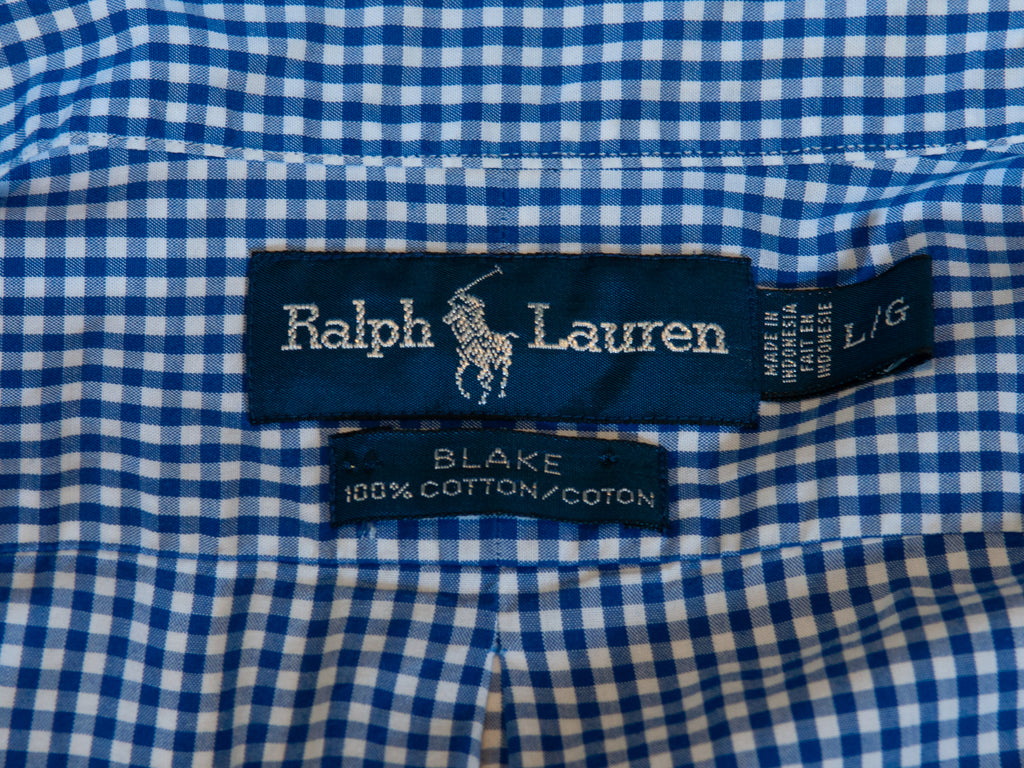 Ralph Lauren
MADE IN
INDONESIA
FAIT EN
INDONESIE
L/G
BLAKE
100% COTTON/COTON